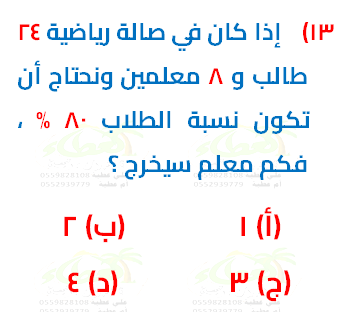 ١٣) إذا كان في صالة رياضية ٢٤
طالب و ٨ معلمين ونحتاج أن
تكون نسبة الطلاب ٨٠ % ،
فكم معلم سيخرج ؟
(أ) ١ (ب) ٢
(ج) ٣ (د) ٤